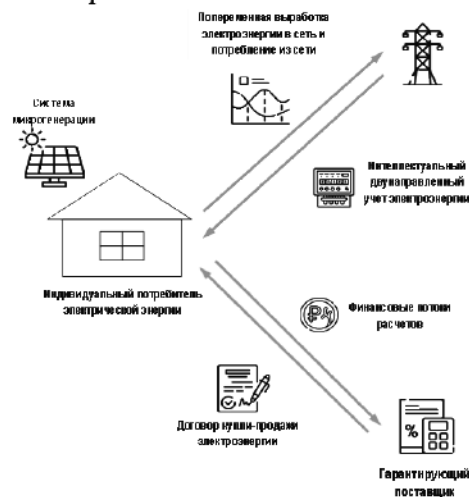 Попеременная выработка
электроэнергии в сеть и
потребление из сети
Система
микрогенерации
Интеллектуальный
двунаправленный
учет электроэнергии
Индивидуальный потребитель
электрической энергии
Финансовые потоки
расчетов
Договор купли-продажи
электроэнергии
%
Гарантирующий
поставщик